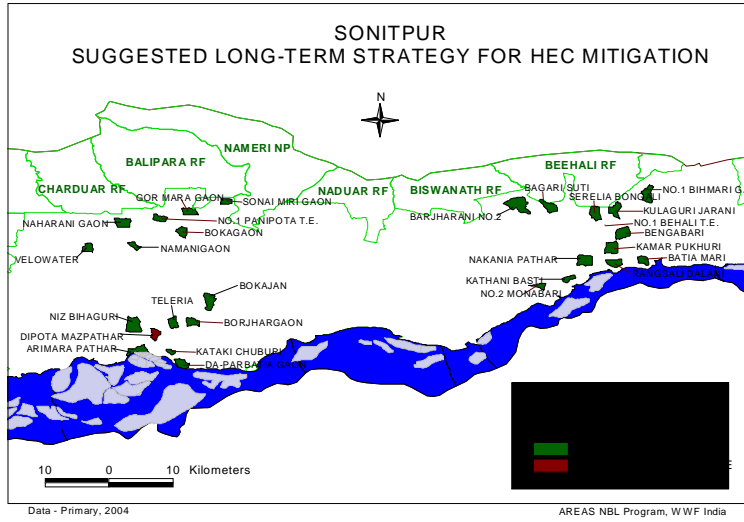 SONITPUR
SUGGESTED LONG-TERM STRATEGY FOR HEC MITIGATION
N
NAMERI NP
BALIPARA RF
BEEHALI RF
CHARDUAR RF
NADUAR RF
BISWANATH RF
GOR MARA GAON
SONAI MIRI GAON
BAGARI SUTI
SERELIA BONGALI
NO.1 BIHMARI G
NAHARANI GAON
NO.1 PANIPOTA T.E.
BARJHARANI NO.2
KULAGURI JARANI
BOKAGAON
NO.1 BEHALI T.E.
BENGABARI
VELOWATER
NAMANIGAON
KAMAR PUKHURI
NAKANIA PATHAR
BATIA MARI
KATHANI BASTI
NO.2 MONABARI
BOKAJAN
TELERIA
NIZ BIHAGURI
BORJHARGAON
DIPOTA MAZPATHAR
ARIMARA PATHAR
KATAKI CHUBURI
10 0 10 Kilometers
Data - Primary, 2004
AREAS NBL Program, WWF India